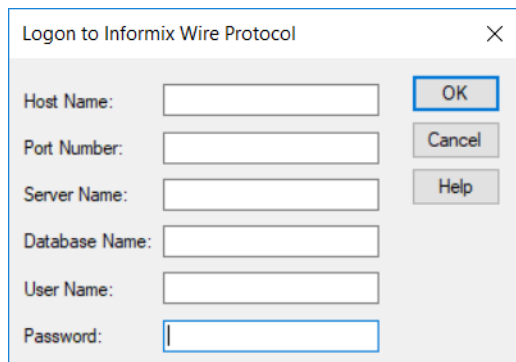 Logon to Informix Wire Protocol
Host Name:
OK
Port Number:
Cancel
Server Name:
Help
Database Name:
User Name:
Password: